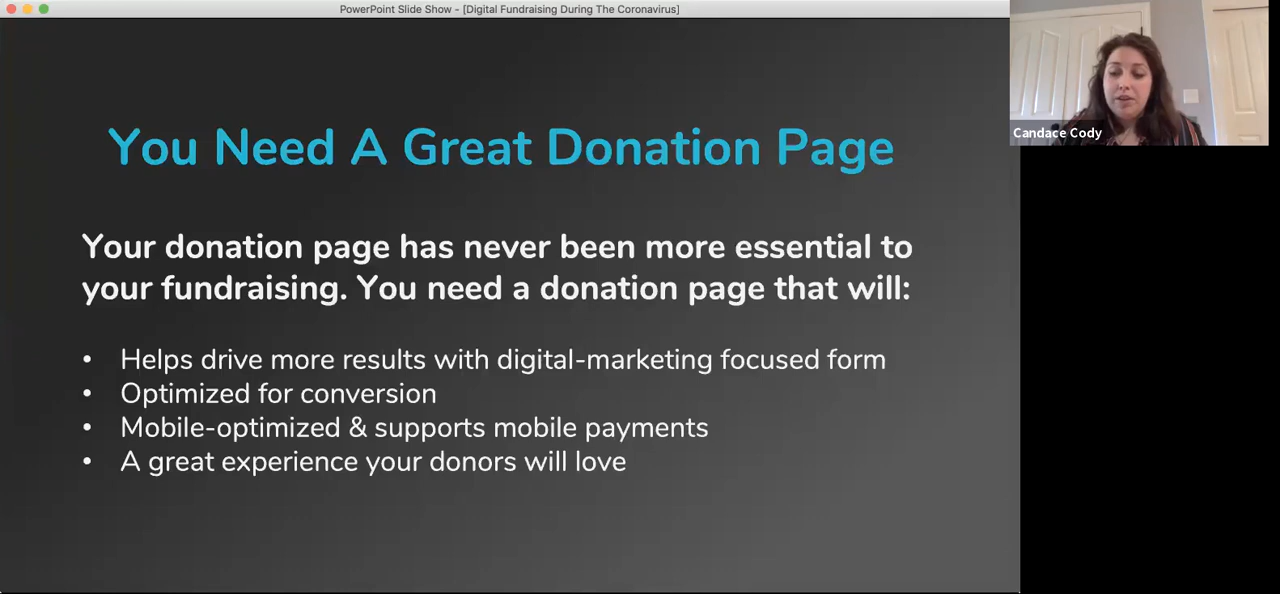 PowerPoint Slide Show - [Digital Fundraising During The Coronavirus]
Candace Cody
You Need A Great Donation Page
Your donation page has never been more essential to
your fundraising. You need a donation page that will:
• Helps drive more results with digital-marketing focused form
• Optimized for conversion
• Mobile-optimized & supports mobile payments
• A great experience your donors will love